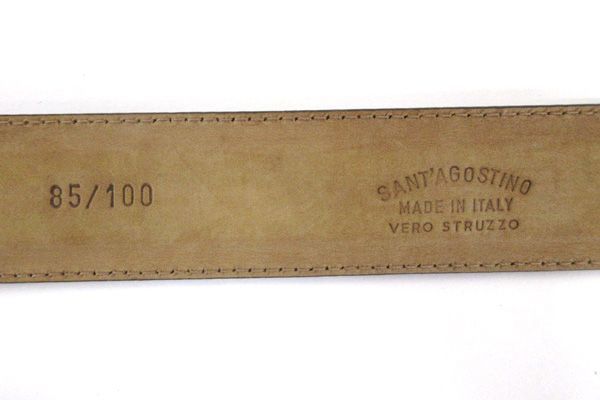 85/100
SANT'AGOSTINO
MADE IN ITALY
VERO STRUZZO